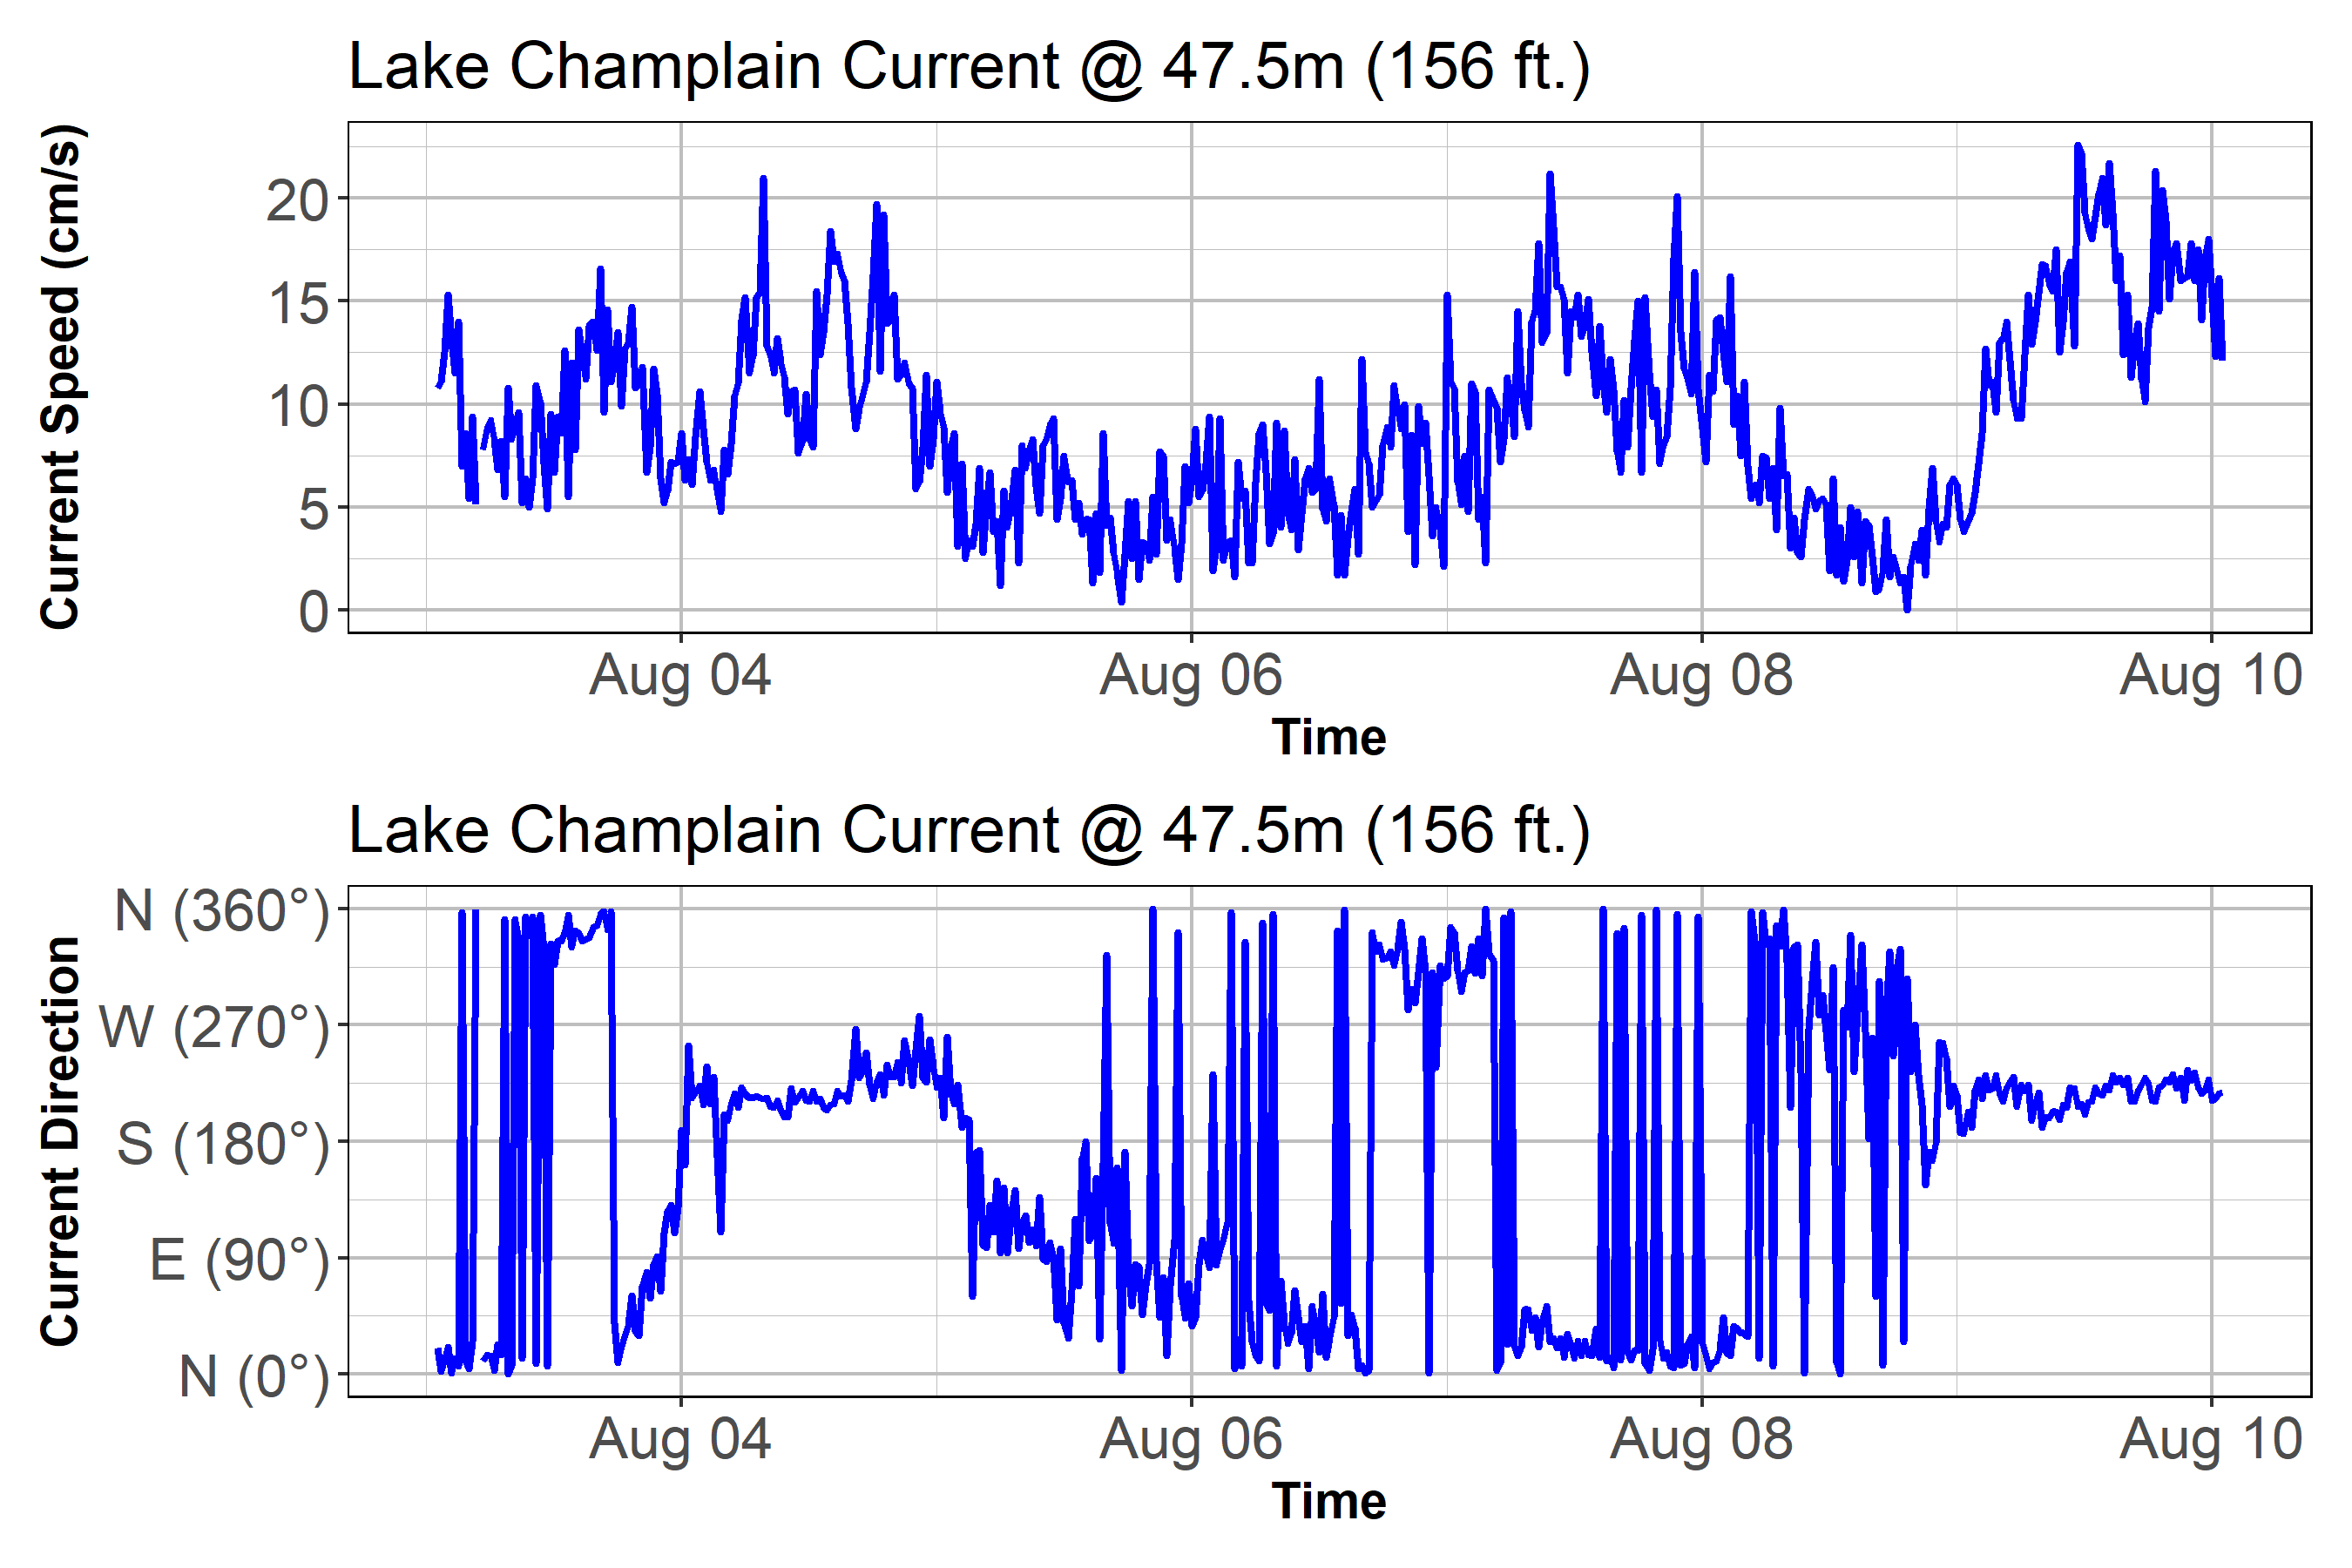 Lake Champlain Current @ 47.5m (156 ft.)
Current Speed (cm/s)
20
15
10
5
0
Aug 04 Aug 06 Aug 08 Aug 10
Time
Lake Champlain Current @ 47.5m (156 ft.)
Current Direction
N (360°)
W (270°)
S (180°)
E (90°)
N (0°)
Aug 04 Aug 06 Aug 08 Aug 10
Time